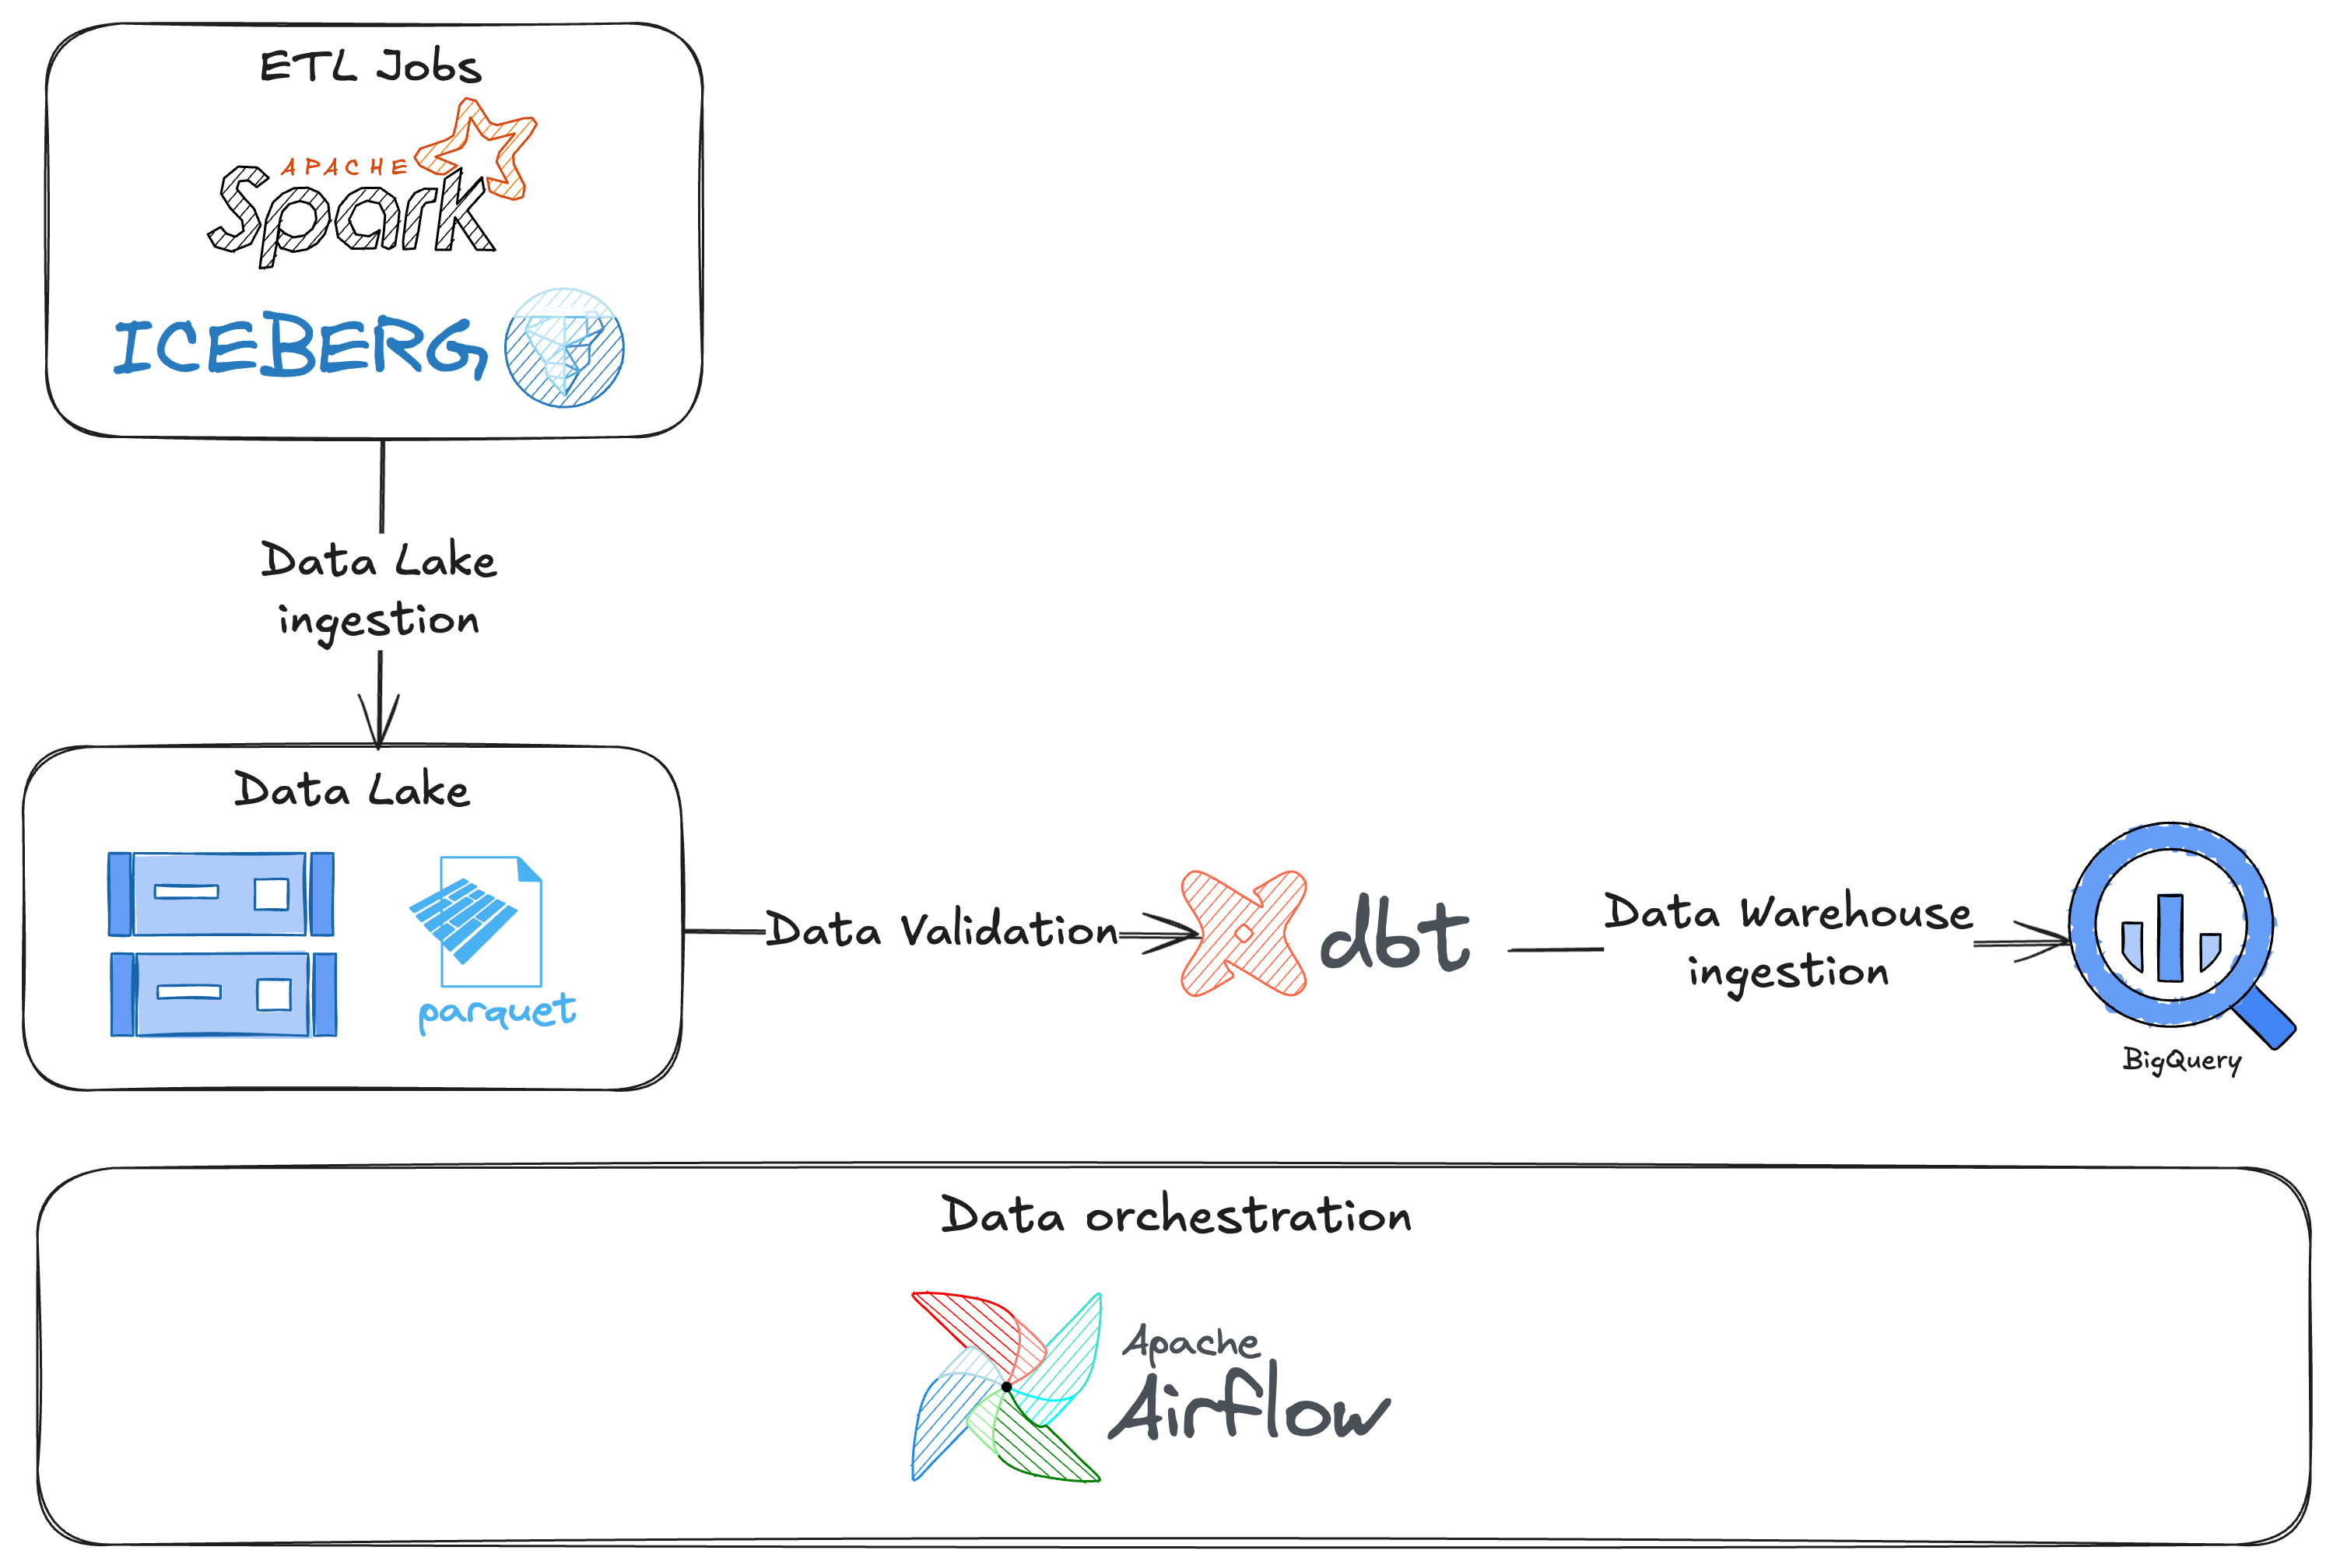 ETL Jobs
APACHE
Spark
ICEBERG
Data Lake
ingestion
Data Lake
parquet
Data Validation
dbt
Data Warehouse
ingestion
BigQuery
Data orchestration
Apache
Airflow